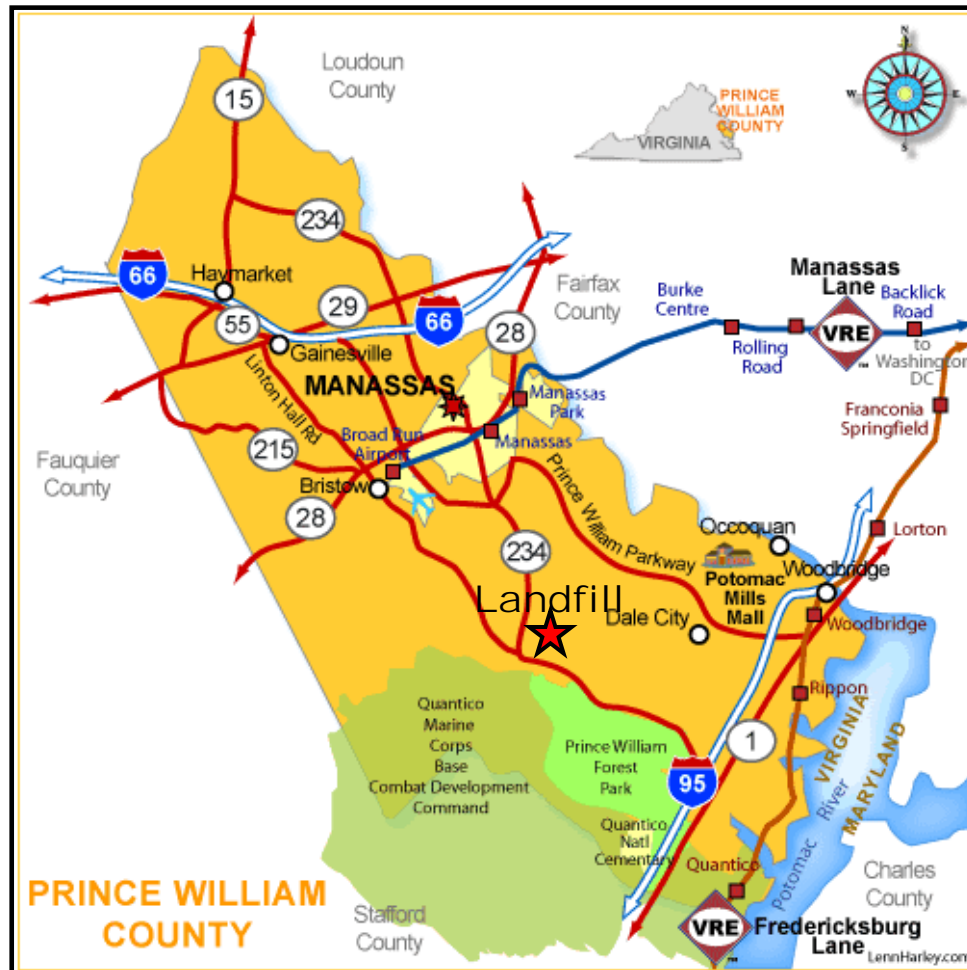 N
W
E
S
Loudoun
County
15
PRINCE
WILLIAM
COUNTY
VIRGINIA
234
66
Haymarket
Fairfax
County
Manassas
Lane
Burke
Centre
Backlick
Road
VRE
Rolling
Road
to
Washington
DC
29
66
55
28
Gainesville
MANASSAS
Linton Hall Rd
Manassas
Park
Franconia
Springfield
Broad Run
Airport
Manassas
215
Fauquier
County
Bristow
28
Prince William Parkway
Occoquan
Lorton
234
Woodbridge
Potomac
Mills
Mall
Landfill
Dale City
Woodbridge
Rippon
Quantico
Marine
Corps
Base
Combat Development
Command
Prince William
Forest
Park
1
95
VIRGINIA
MARYLAND
Potomac River
Quantico
Natl
Cementary
Quantico
Charles
County
PRINCE WILLIAM
COUNTY
Stafford
County
VRE
Fredericksburg
Lane
LennHarley.com